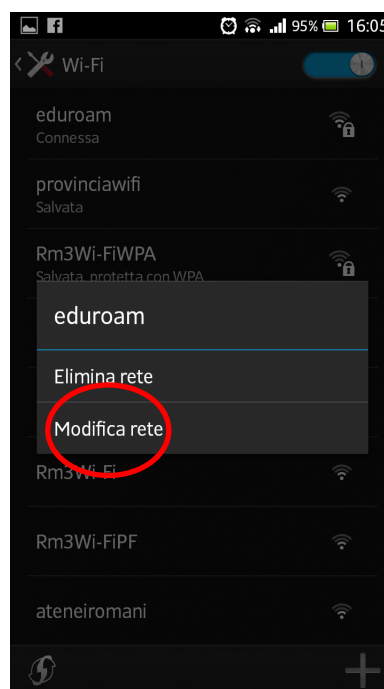 95% 16:05
Wi-Fi
eduroam
Connessa
provinciawifi
Salvata
Rm3Wi-FiWPA
Salvata, protetta con WPA
eduroam
Elimina rete
Modifica rete
Rm3Wi-Fi
Rm3Wi-FiPF
ateneiromani